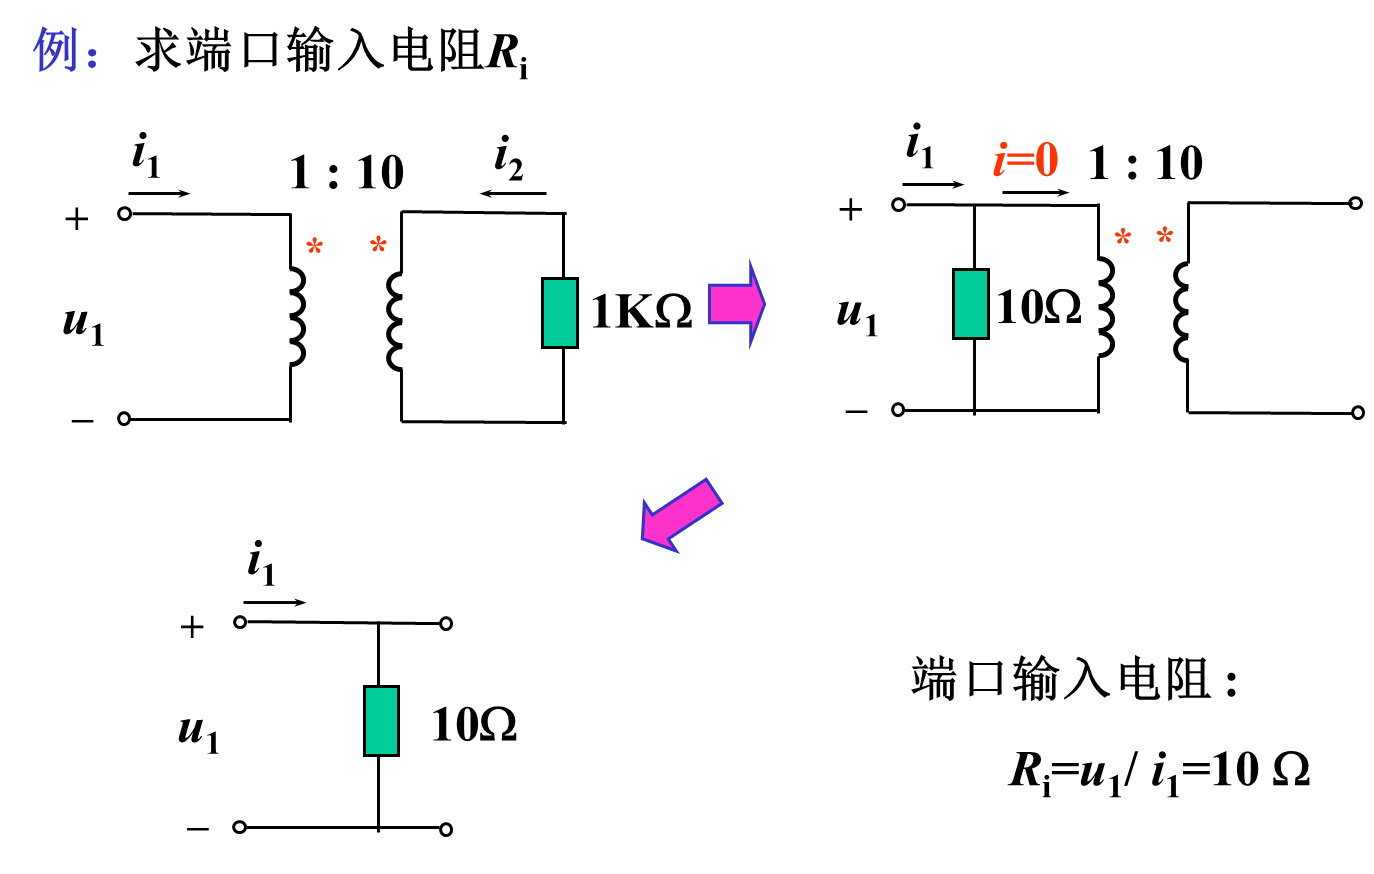 例：求端口输入电阻Ri
i1
1 : 10
i2
+
* *
u1
1KΩ
−
i1
i=0
1 : 10
+
* *
u1
10Ω
−
i1
+
u1
10Ω
−
端口输入电阻 :
Ri=u1/ i1=10 Ω